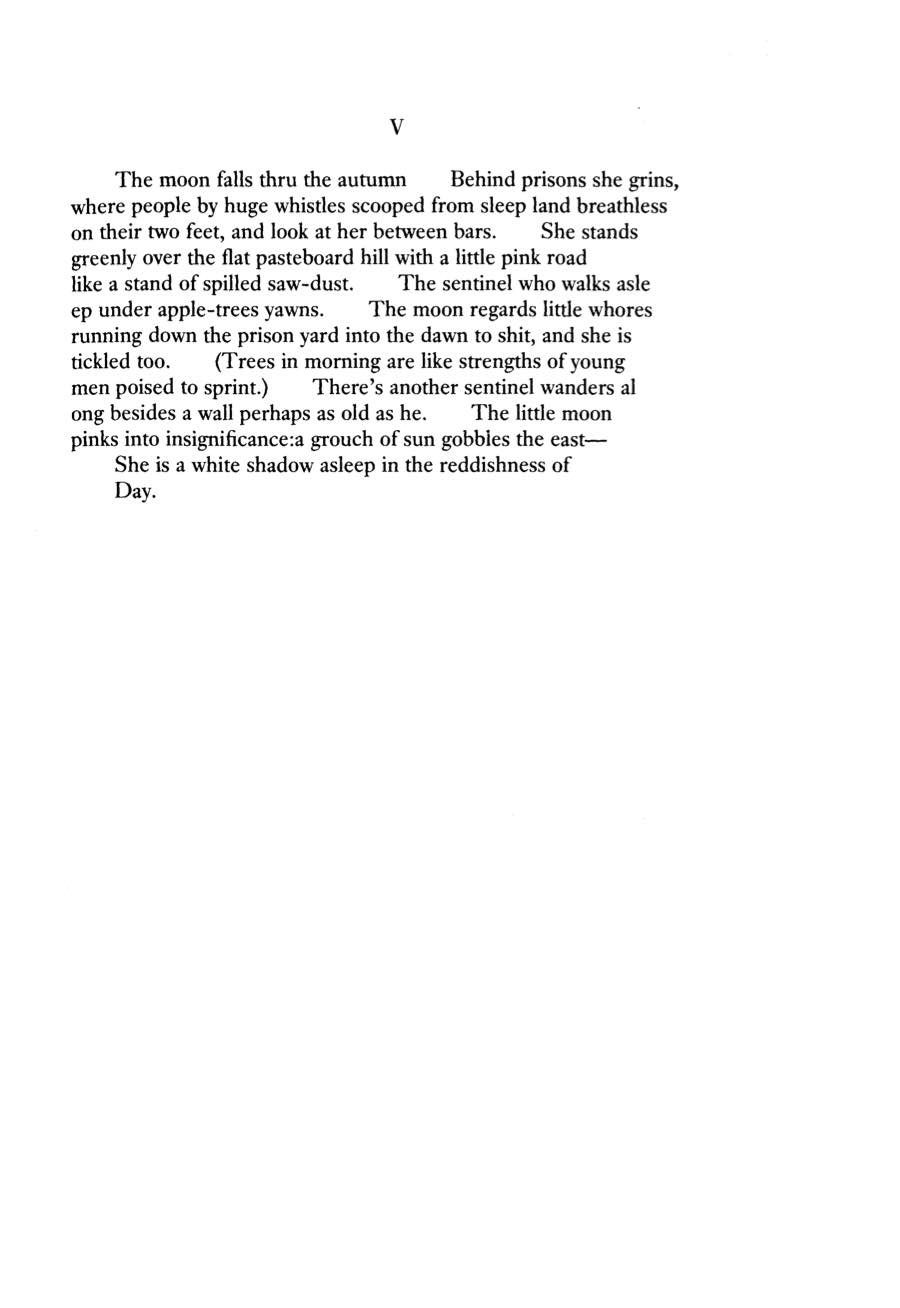 V
The moon falls thru the autumn Behind prisons she grins,
where people by huge whistles scooped from sleep land breathless
on their two feet, and look at her between bars. She stands
greenly over the flat pasteboard hill with a little pink road
like a stand of spilled saw-dust. The sentinel who walks asle
ep under apple-trees yawns. The moon regards little whores
running down the prison yard into the dawn to shit, and she is
tickled too. (Trees in morning are like strengths of young
men poised to sprint.) There's another sentinel wanders al
ong besides a wall perhaps as old as he. The little moon
pinks into insignificance:a grouch of sun gobbles the east—
She is a white shadow asleep in the reddishness of
Day.